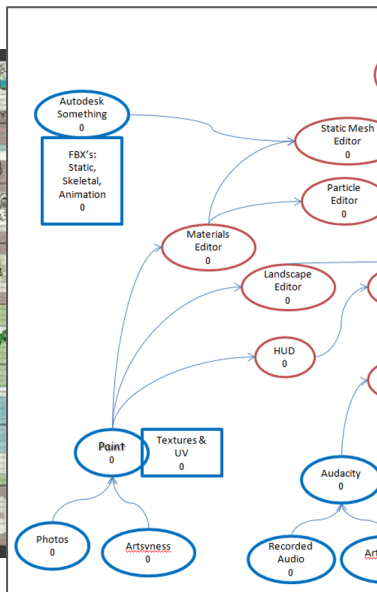 Autodesk
Something
0
FBX's:
Static,
Skeletal,
Animation
0
Static Mesh
Editor
0
Particle
Editor
0
Materials
Editor
0
Landscape
Editor
0
HUD
0
Paint
0
Textures &
UV
0
Audacity
0
Photos
0
Artsyness
0
Recorded
Audio
0